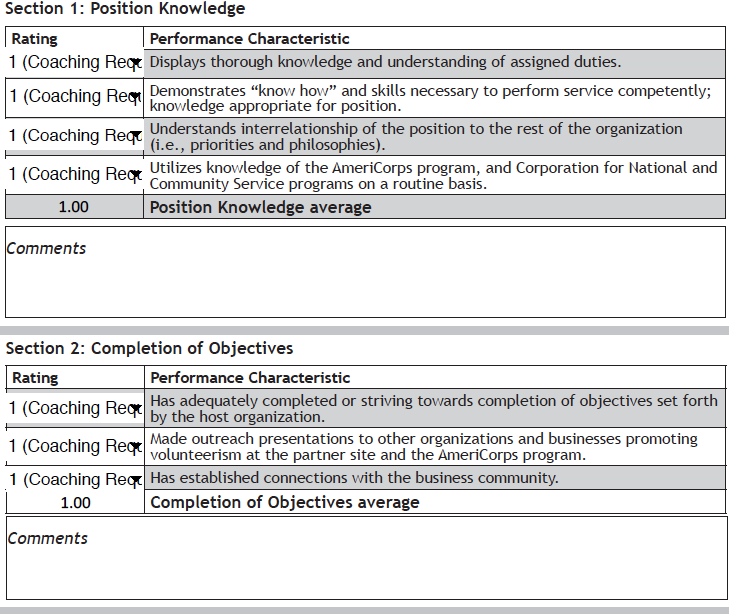 Section 1: Position Knowledge
Rating Performance Characteristic
1 (Coaching Req Displays thorough knowledge and understanding of assigned duties.
1 (Coaching Req Demonstrates “know how” and skills necessary to perform service competently;
knowledge appropriate for position.
1 (Coaching Req Understands interrelationship of the position to the rest of the organization
(i.e., priorities and philosophies).
1 (Coaching Req Utilizes knowledge of the AmeriCorps program, and Corporation for National and
Community Service programs on a routine basis.
1.00 Position Knowledge average
Comments
Section 2: Completion of Objectives
Rating Performance Characteristic
1 (Coaching Req Has adequately completed or striving towards completion of objectives set forth
by the host organization.
1 (Coaching Req Made outreach presentations to other organizations and businesses promoting
volunteerism at the partner site and the AmeriCorps program.
1 (Coaching Req Has established connections with the business community.
1.00 Completion of Objectives average
Comments